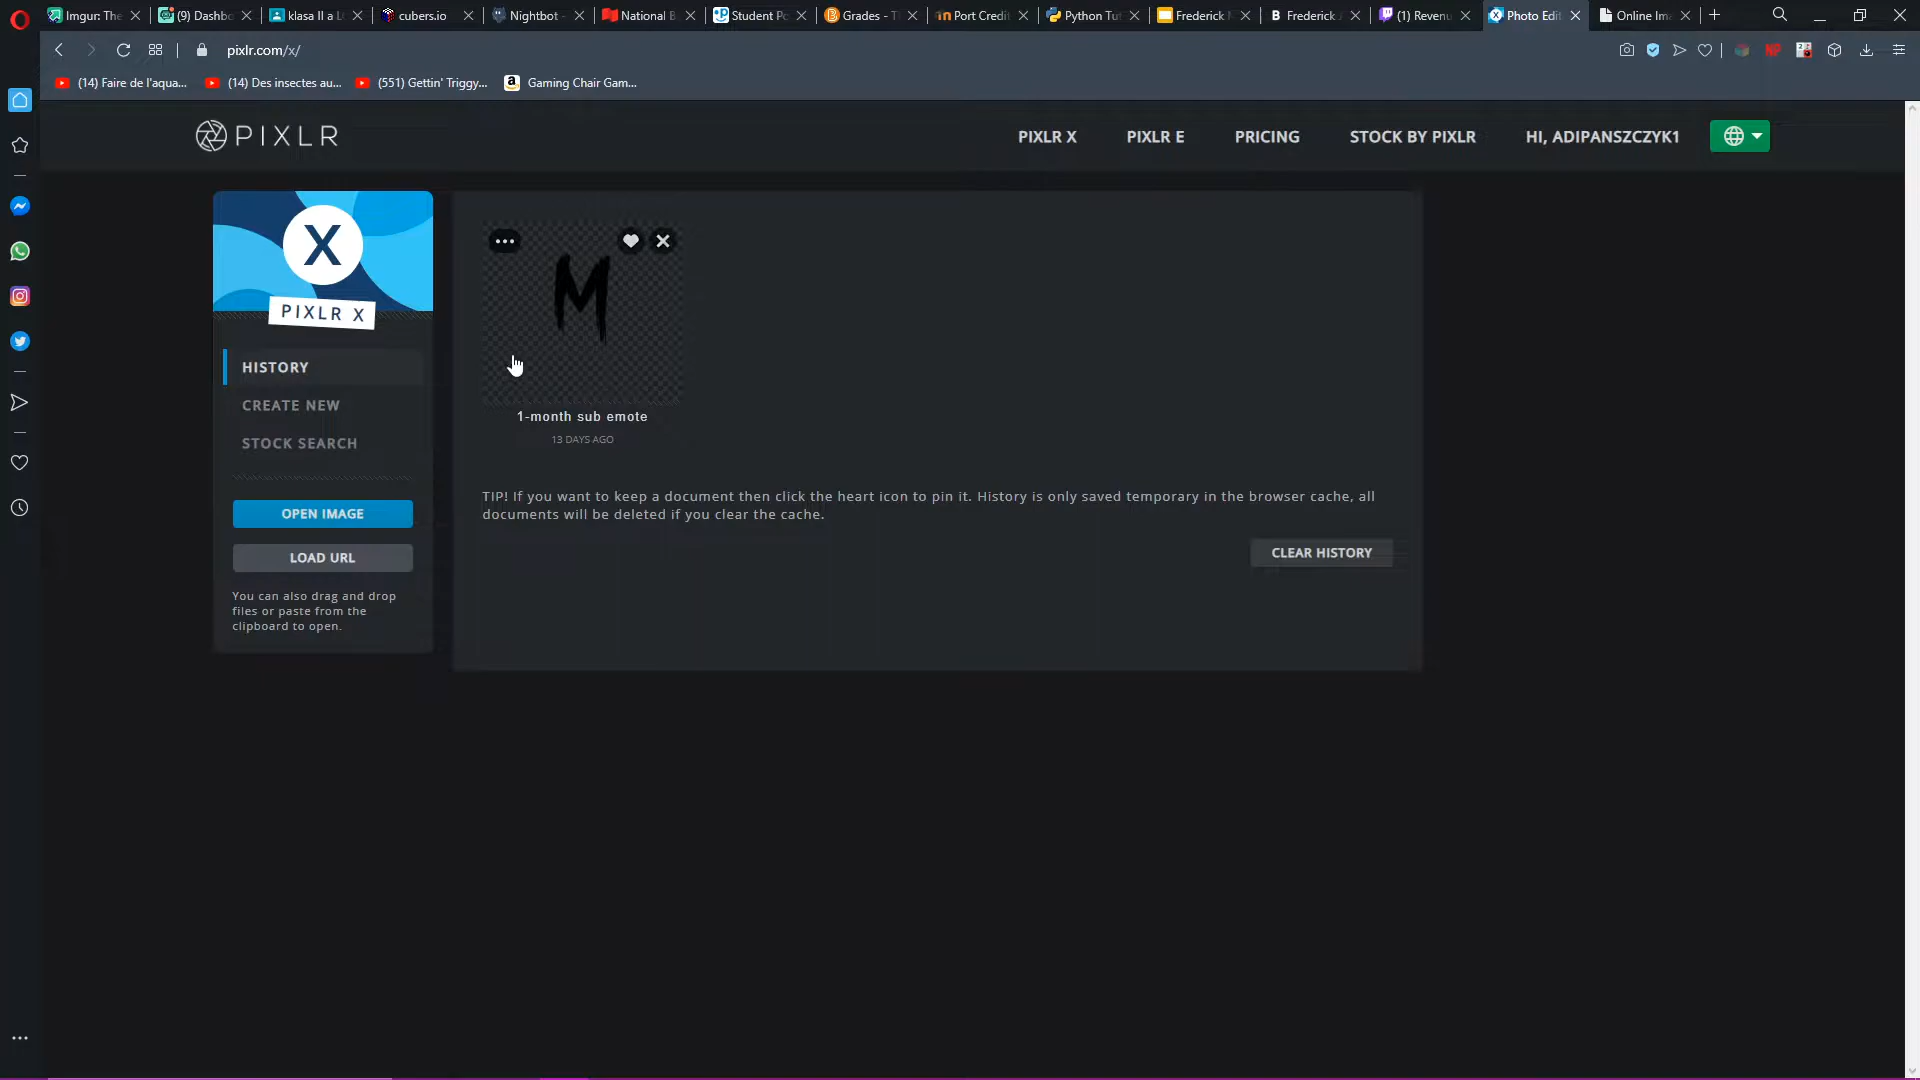 Imgur: The
(9) Dashbo
klasa II a L
cubers.io
Nightbot -
National B
Student P
Grades - T
Port Credi
Python Tu
Frederick
Frederick
(1) Reven
Photo Edi
Online Im
pixlr.com/x/
(14) Faire de l'aqua...
(14) Des insectes au...
(551) Gettin' Triggy...
Gaming Chair Gam...
PIXLR
PIXLR X
PIXLR E
PRICING
STOCK BY PIXLR
HI, ADIPANSZCZYK1
X
PIXLR X
HISTORY
CREATE NEW
STOCK SEARCH
OPEN IMAGE
LOAD URL
You can also drag and drop
files or paste from the
clipboard to open.
M
1-month sub emote
13 DAYS AGO
TIP! If you want to keep a document then click the heart icon to pin it. History is only saved temporary in the browser cache, all
documents will be deleted if you clear the cache.
CLEAR HISTORY